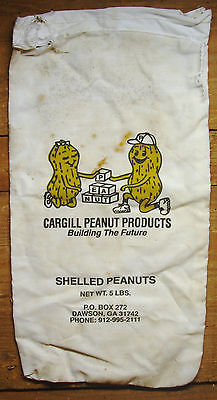 P
E A
N U T
CARGILL PEANUT PRODUCTS
Building The Future
SHELLED PEANUTS
NET WT. 5 LBS.
P.O. BOX 272
DAWSON, GA 31742
PHONE: 912-995-2111